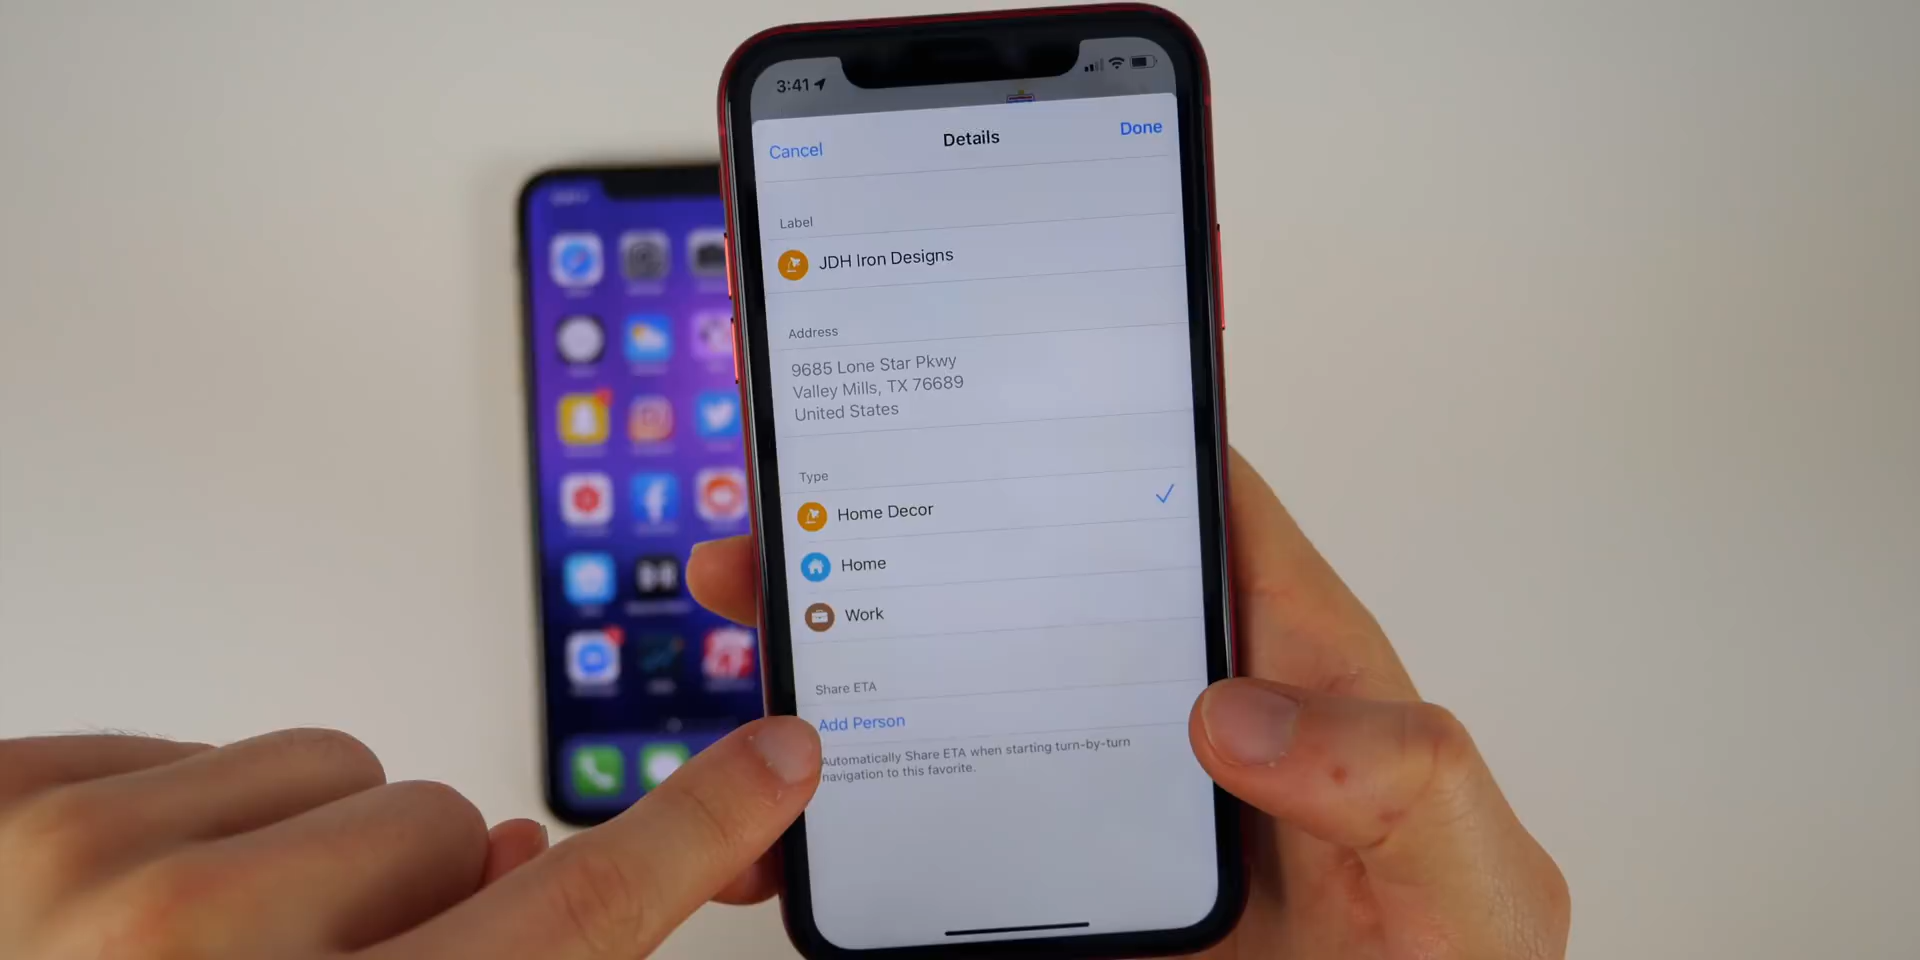 3:41
Cancel
Details
Done
Label
JDH Iron Designs
Address
9685 Lone Star Pkwy
Valley Mills, TX 76689
United States
Type
Home Decor
Home
Work
Share ETA
Add Person
Automatically Share ETA when starting turn-by-turn
navigation to this favorite.